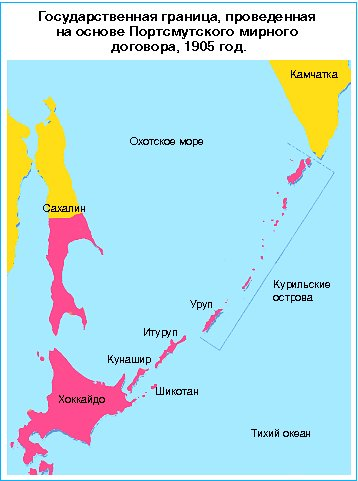 Государственная граница, проведенная
на основе Портсмутского мирного
договора, 1905 год.
Камчатка
Охотское море
Сахалин
Курильские
острова
Уруп
Итуруп
Кунашир
Шикотан
Хоккайдо
Тихий океан